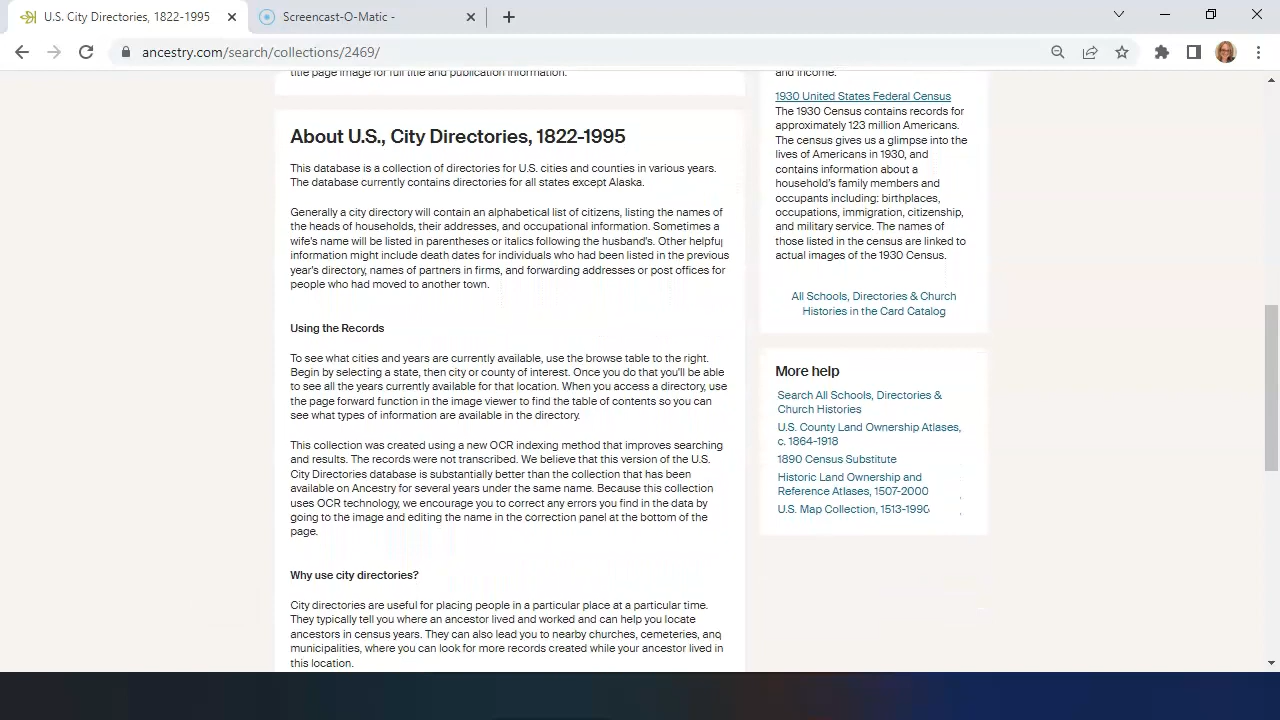 U.S. City Directories, 1822-1995
Screencast-O-Matic -
ancestry.com/search/collections/2469/
title page image for full title and publication information.
About U.S., City Directories, 1822-1995
This database is a collection of directories for U.S. cities and counties in various years.
The database currently contains directories for all states except Alaska.
Generally a city directory will contain an alphabetical list of citizens, listing the names of
the heads of households, their addresses, and occupational information. Sometimes a
wife's name will be listed in parentheses or italics following the husband's. Other helpful
information might include death dates for individuals who had been listed in the previous
year's directory, names of partners in firms, and forwarding addresses or post offices for
people who had moved to another town.
Using the Records
To see what cities and years are currently available, use the browse table to the right.
Begin by selecting a state, then city or county of interest. Once you do that you'll be able
to see all the years currently available for that location. When you access a directory, use
the page forward function in the image viewer to find the table of contents so you can
see what types of information are available in the directory.
This collection was created using a new OCR indexing method that improves searching
and results. The records were not transcribed. We believe that this version of the U.S.
City Directories database is substantially better than the collection that has been
available on Ancestry for several years under the same name. Because this collection
uses OCR technology, we encourage you to correct any errors you find in the data by
going to the image and editing the name in the correction panel at the bottom of the
page.
Why use city directories?
City directories are useful for placing people in a particular place at a particular time.
They typically tell you where an ancestor lived and worked and can help you locate
ancestors in census years. They can also lead you to nearby churches, cemeteries, and
municipalities, where you can look for more records created while your ancestor lived in
this location.
and income.
1930 United States Federal Census
The 1930 Census contains records for
approximately 123 million Americans.
The census gives us a glimpse into the
lives of Americans in 1930, and
contains information about a
household's family members and
occupants including: birthplaces,
occupations, immigration, citizenship,
and military service. The names of
those listed in the census are linked to
actual images of the 1930 Census.
All Schools, Directories & Church
Histories in the Card Catalog
More help
Search All Schools, Directories &
Church Histories
U.S. County Land Ownership Atlases,
c. 1864-1918
1890 Census Substitute
Historic Land Ownership and
Reference Atlases, 1507-2000
U.S. Map Collection, 1513-1990